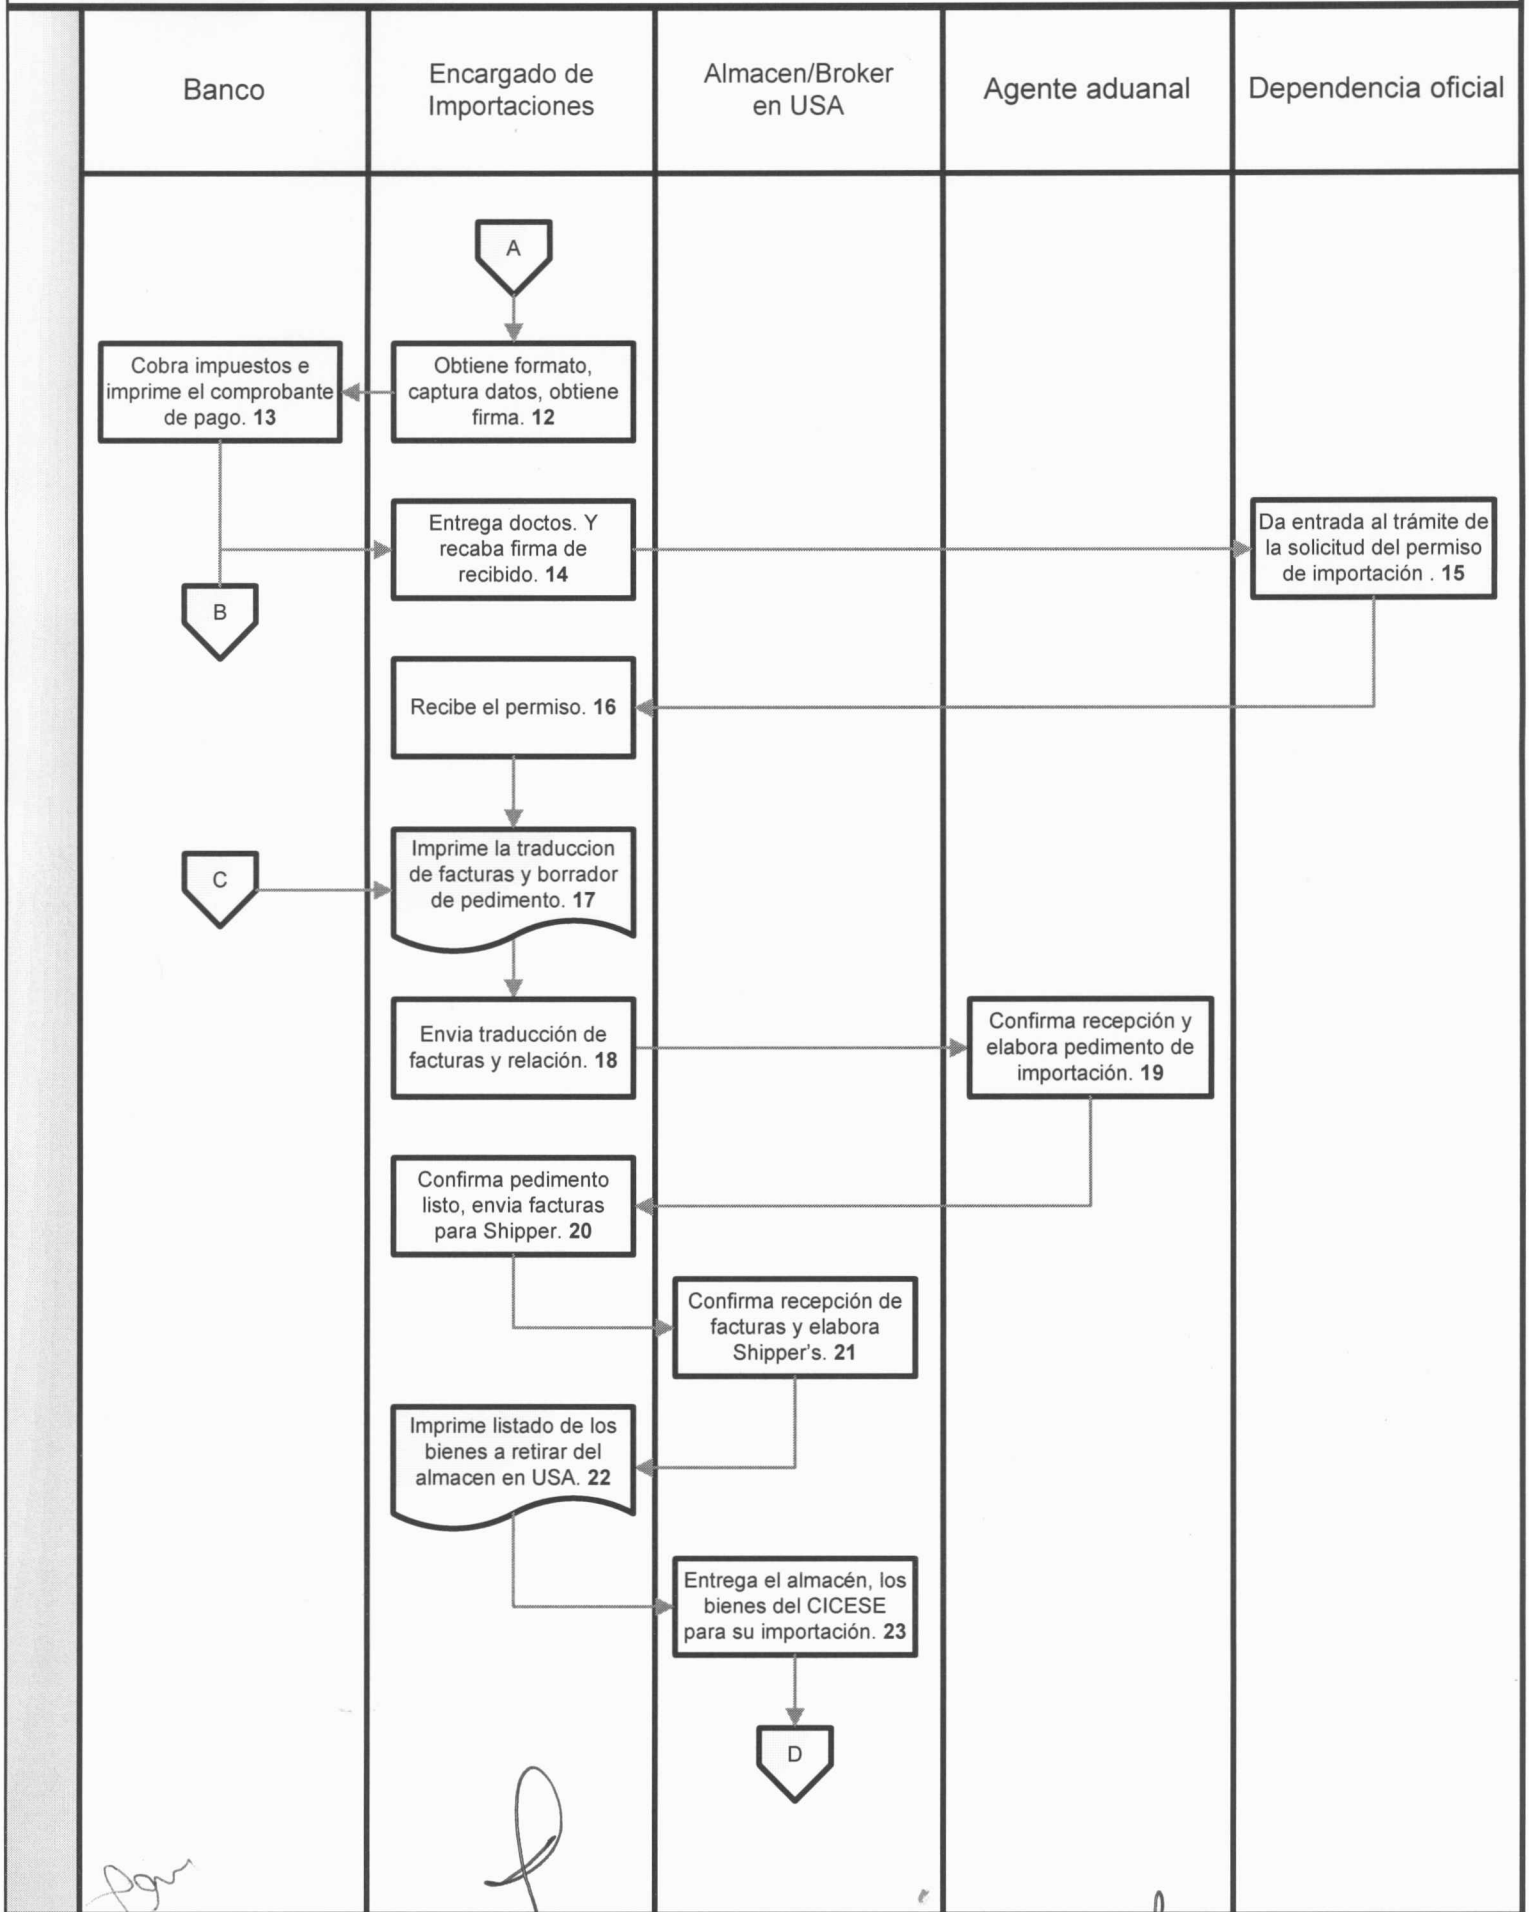 Banco
Encargado de
Importaciones
Almacen/Broker
en USA
Agente aduanal
Dependencia oficial
A
Cobra impuestos e
imprime el comprobante
de pago. 13
Obtiene formato,
captura datos, obtiene
firma. 12
Entrega doctos. Y
recaba firma de
recibido. 14
Da entrada al trámite de
la solicitud del permiso
de importación . 15
B
Recibe el permiso. 16
C
Imprime la traduccion
de facturas y borrador
de pedimento. 17
Envia traducción de
facturas y relación. 18
Confirma recepción y
elabora pedimento de
importación. 19
Confirma pedimento
listo, envia facturas
para Shipper. 20
Confirma recepción de
facturas y elabora
Shipper's. 21
Imprime listado de los
bienes a retirar del
almacen en USA. 22
Entrega el almacén, los
bienes del CICESE
para su importación. 23
D